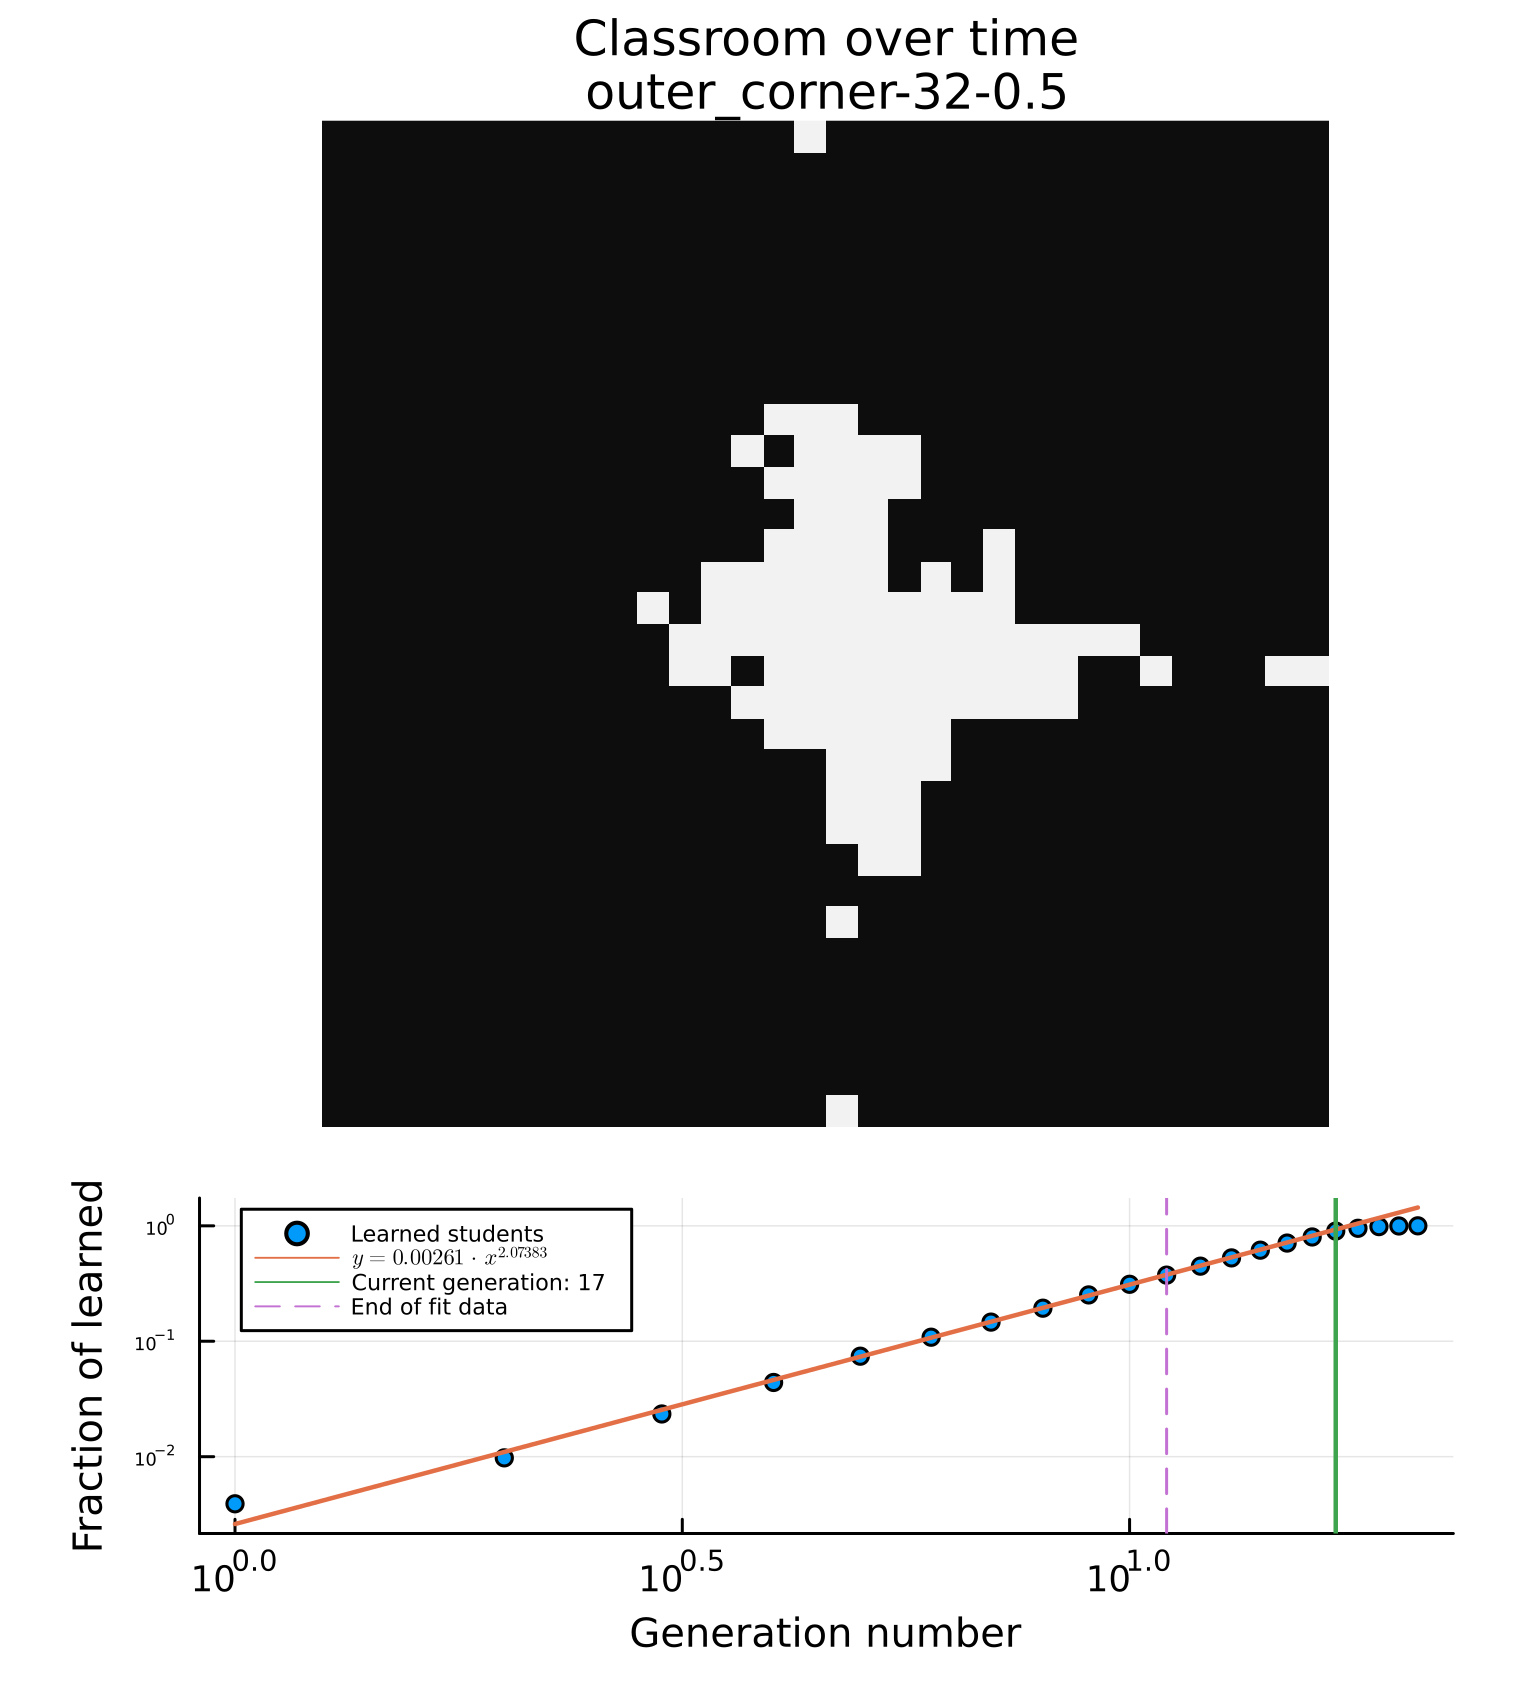 Classroom over time
outer_corner-32-0.5
Fraction of learned
10^0
10^-1
10^-2
Learned students
y = 0.00261 · x^2.07383
Current generation: 17
End of fit data
10^0.0
10^0.5
10^1.0
Generation number